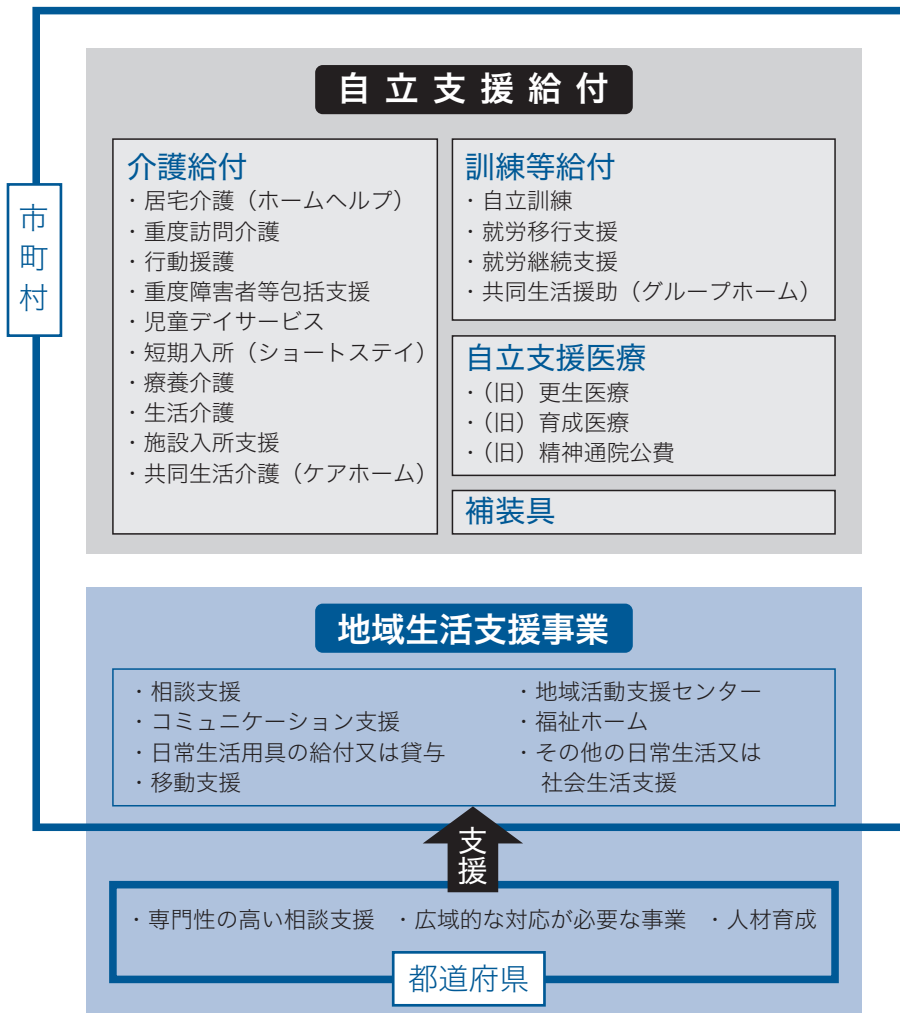 市町村
自立支援給付
介護給付
・居宅介護（ホームヘルプ）
・重度訪問介護
・行動援護
・重度障害者等包括支援
・児童デイサービス
・短期入所（ショートステイ）
・療養介護
・生活介護
・施設入所支援
・共同生活介護（ケアホーム）
訓練等給付
・自立訓練
・就労移行支援
・就労継続支援
・共同生活援助（グループホーム）
自立支援医療
・（旧）更生医療
・（旧）育成医療
・（旧）精神通院公費
補装具
地域生活支援事業
・相談支援
・コミュニケーション支援
・日常生活用具の給付又は貸与
・移動支援
・地域活動支援センター
・福祉ホーム
・その他の日常生活又は
社会生活支援
支援
・専門性の高い相談支援 ・広域的な対応が必要な事業 ・人材育成
都道府県